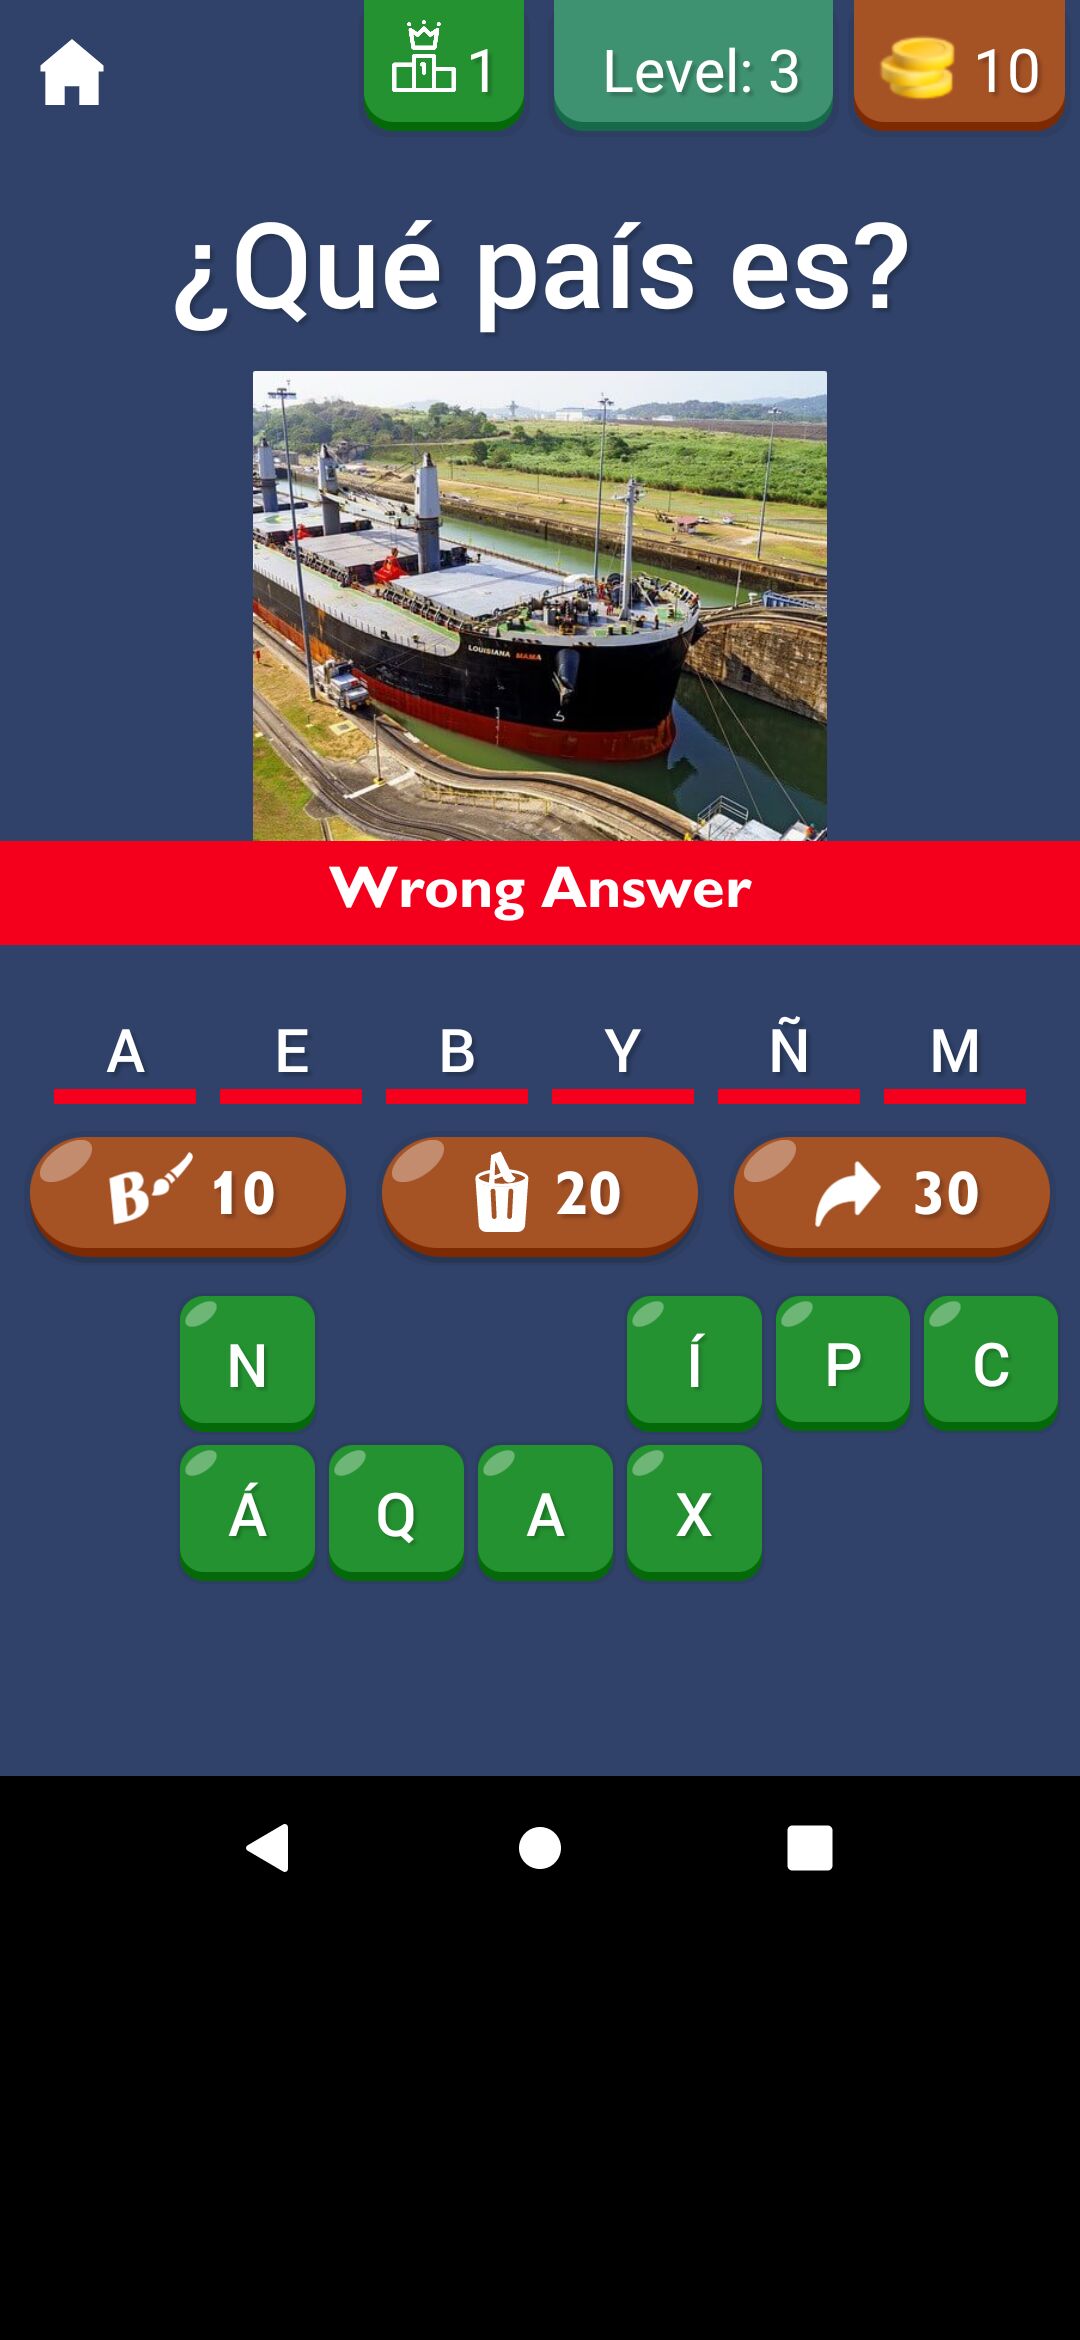 1 Level: 3 10
¿Qué país es?
LOUISIANA MAMA
Wrong Answer
A E B Y Ñ M
B 10 20 30
N Í P C
Á Q A X